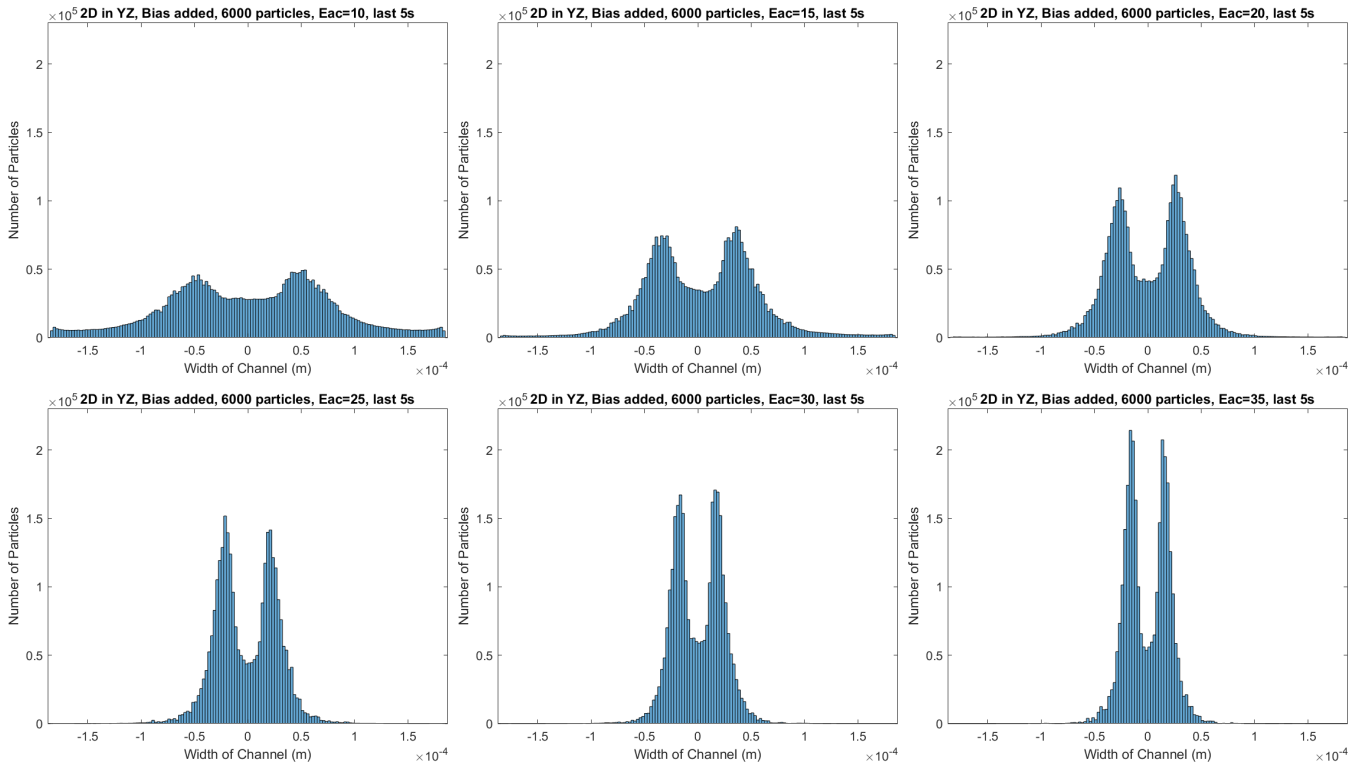 ×10^5 2D in YZ, Bias added, 6000 particles, Eac=10, last 5s
2
1.5
1
0.5
0
Number of Particles
-1.5 -1 -0.5 0 0.5 1 1.5
Width of Channel (m)
×10^-4
×10^5 2D in YZ, Bias added, 6000 particles, Eac=15, last 5s
2
1.5
1
0.5
0
Number of Particles
-1.5 -1 -0.5 0 0.5 1 1.5
Width of Channel (m)
×10^-4
×10^5 2D in YZ, Bias added, 6000 particles, Eac=20, last 5s
2
1.5
1
0.5
0
Number of Particles
-1.5 -1 -0.5 0 0.5 1 1.5
Width of Channel (m)
×10^-4
×10^5 2D in YZ, Bias added, 6000 particles, Eac=25, last 5s
2
1.5
1
0.5
0
Number of Particles
-1.5 -1 -0.5 0 0.5 1 1.5
Width of Channel (m)
×10^-4
×10^5 2D in YZ, Bias added, 6000 particles, Eac=30, last 5s
2
1.5
1
0.5
0
Number of Particles
-1.5 -1 -0.5 0 0.5 1 1.5
Width of Channel (m)
×10^-4
×10^5 2D in YZ, Bias added, 6000 particles, Eac=35, last 5s
2
1.5
1
0.5
0
Number of Particles
-1.5 -1 -0.5 0 0.5 1 1.5
Width of Channel (m)
×10^-4